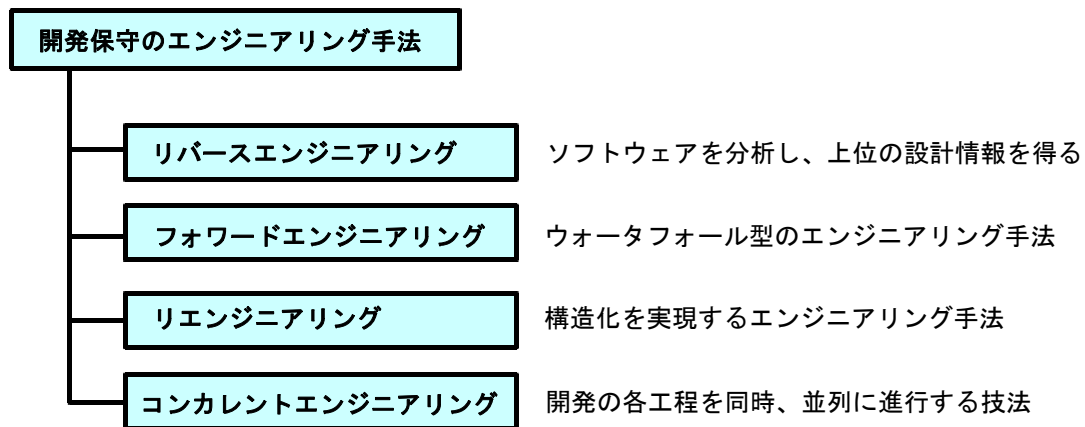 開発保守のエンジニアリング手法
リバースエンジニアリング ソフトウェアを分析し、上位の設計情報を得る
フォワードエンジニアリング ウォータフォール型のエンジニアリング手法
リエンジニアリング 構造化を実現するエンジニアリング手法
コンカレントエンジニアリング 開発の各工程を同時、並列に進行する技法